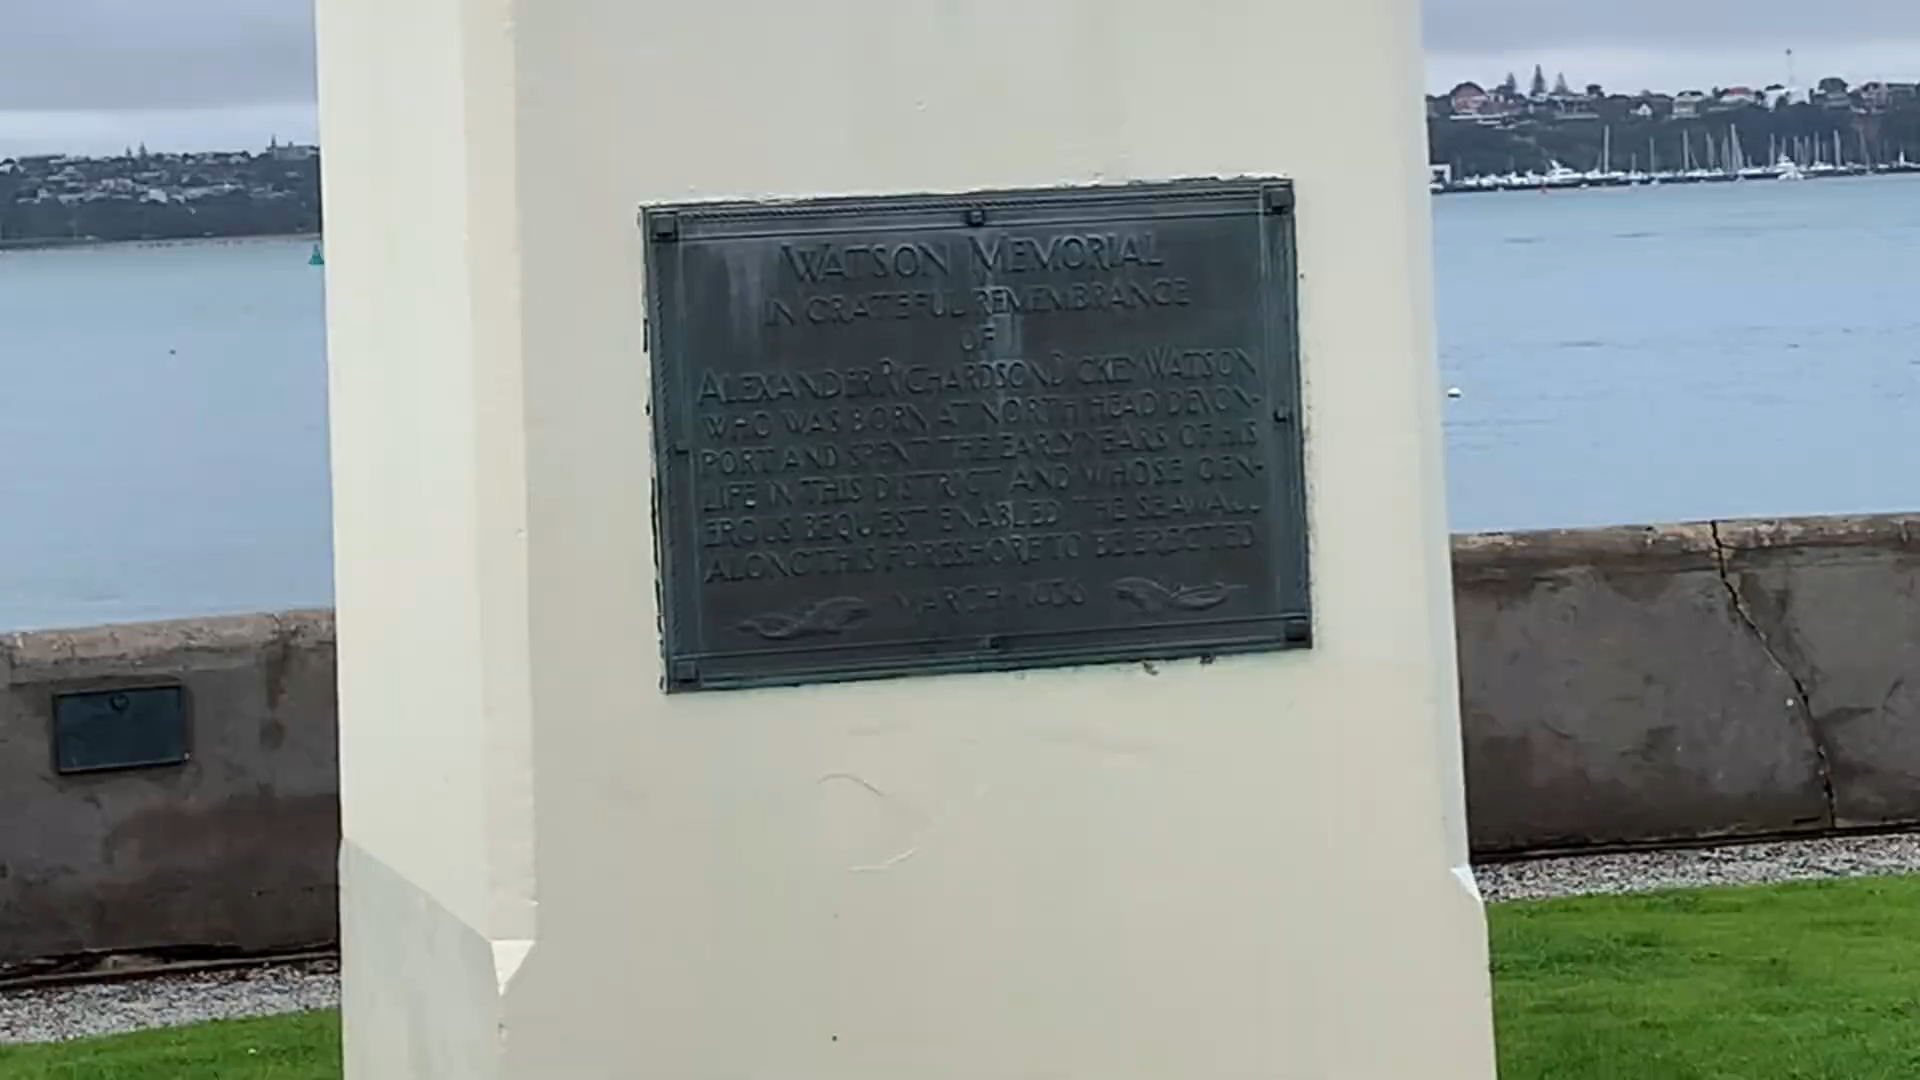 WATSON MEMORIAL
IN GRATEFUL REMEMBRANCE
OF
ALEXANDER RICHARDSON DICKEY WATSON
WHO WAS BORN AT NORTH HEAD DEVON-
PORT AND SPENT THE EARLY YEARS OF HIS
LIFE IN THIS DISTRICT AND WHOSE GEN-
EROUS BEQUEST ENABLED THE SEAWALL
ALONG THIS FORESHORE TO BE ERECTED
MARCH 1936